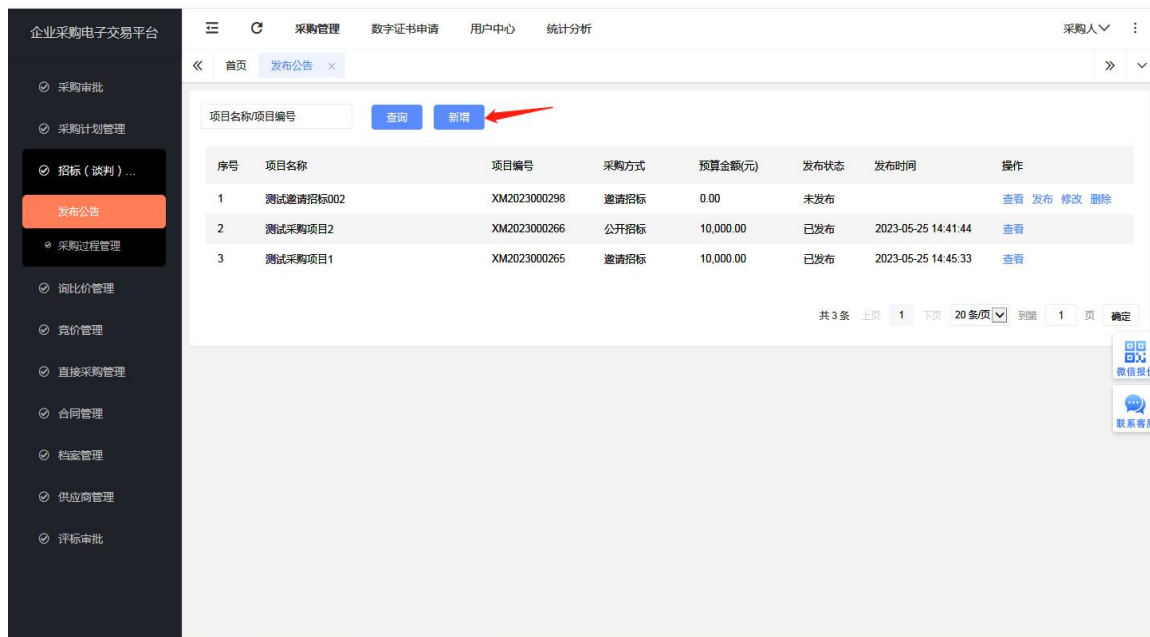 企业采购电子交易平台
采购管理 数字证书申请 用户中心 统计分析 采购人
首页 发布公告 ×
采购审批
采购计划管理
招标（谈判）...
发布公告
采购过程管理
询比价管理
竞价管理
直接采购管理
合同管理
档案管理
供应商管理
评标审批
项目名称/项目编号 查询 新增
序号 项目名称 项目编号 采购方式 预算金额(元) 发布状态 发布时间 操作
1 测试邀请招标002 XM2023000298 邀请招标 0.00 未发布 查看 发布 修改 删除
2 测试采购项目2 XM2023000266 公开招标 10,000.00 已发布 2023-05-25 14:41:44 查看
3 测试采购项目1 XM2023000265 邀请招标 10,000.00 已发布 2023-05-25 14:45:33 查看
共 3 条 上页 1 下页 20 条/页 到第 1 页 确定
微信报价
联系客服